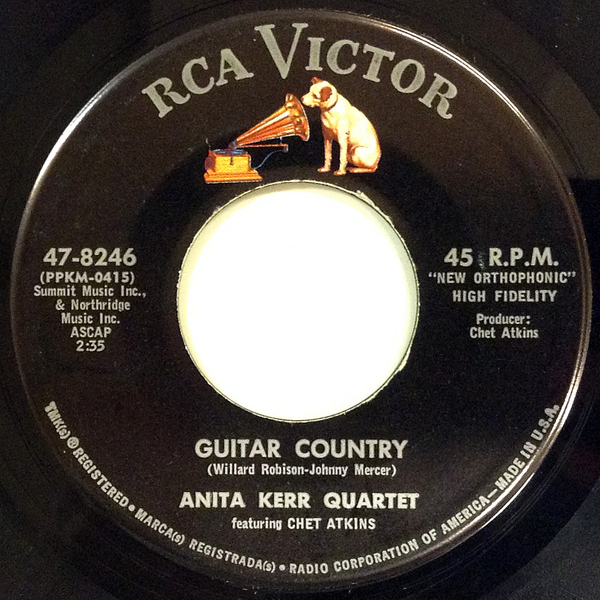 RCA VICTOR
47-8246
(PPKM-0415)
Summit Music Inc.,
& Northridge
Music Inc.
ASCAP
2:35
45 R.P.M.
"NEW ORTHOPHONIC"
HIGH FIDELITY
Producer:
Chet Atkins
GUITAR COUNTRY
(Willard Robison-Johnny Mercer)
ANITA KERR QUARTET
featuring CHET ATKINS
TMK(s) ® REGISTERED • MARCA(s) REGISTRADA(s) • RADIO CORPORATION OF AMERICA—MADE IN U.S.A.